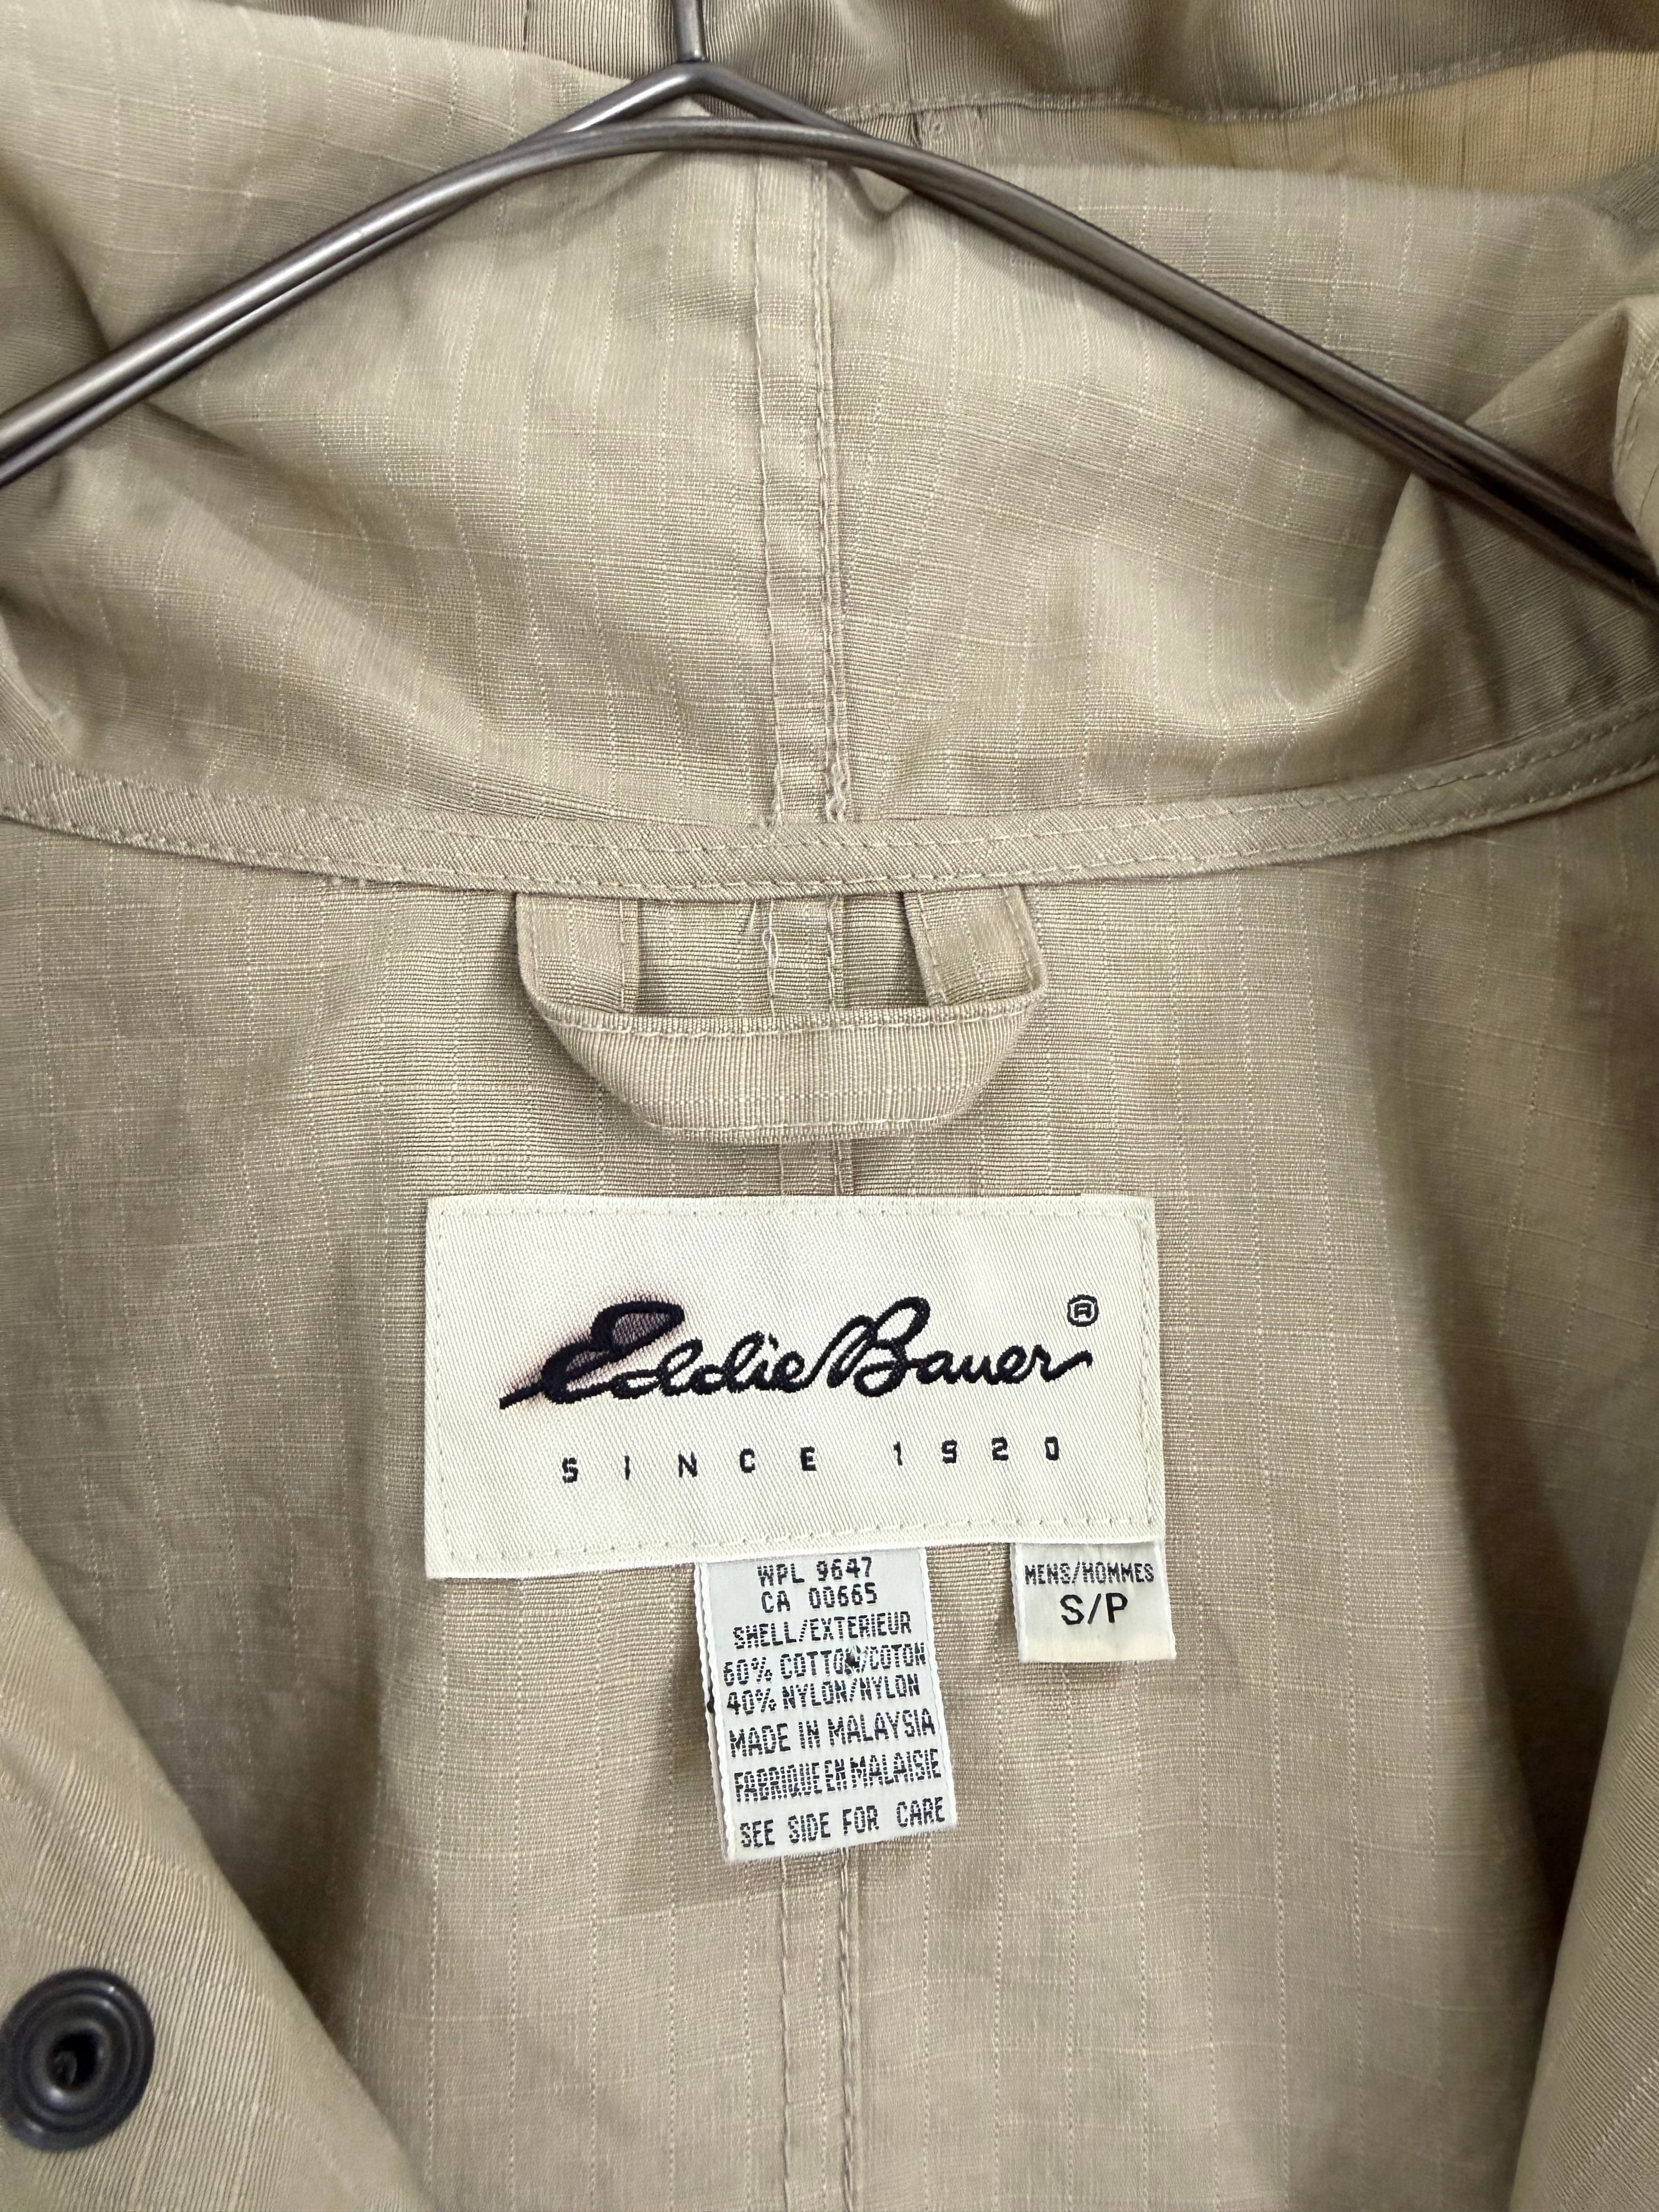 Eddie Bauer ®
SINCE 1920
WPL 9647
CA 00665
SHELL/EXTERIEUR
60% COTTON/COTON
40% NYLON/NYLON
MADE IN MALAYSIA
FABRIQUE EN MALAISIE
SEE SIDE FOR CARE
MENS/HOMMES
S/P